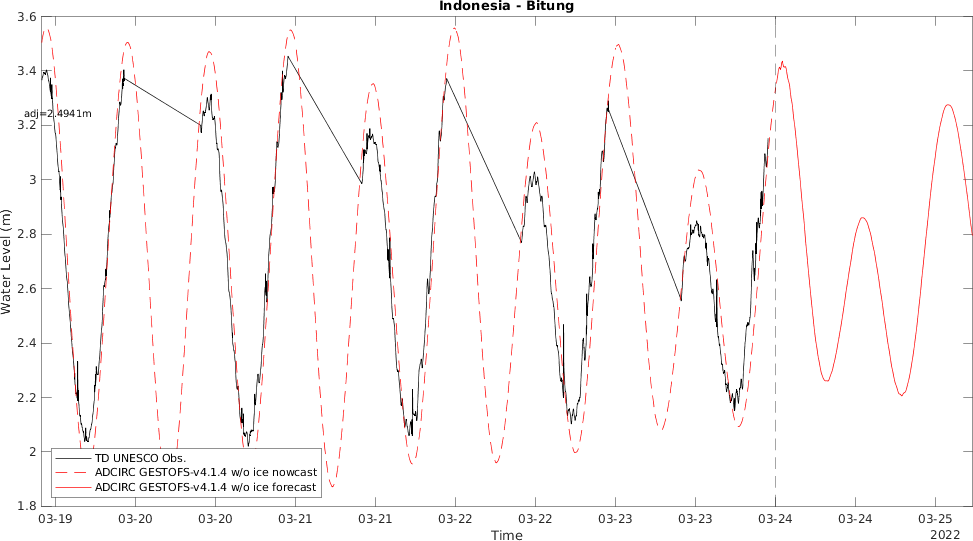 Indonesia - Bitung
3.6
3.4
adj=2.4941m
3.2
3
2.8
2.6
2.4
2.2
2
1.8
Water Level (m)
TD UNESCO Obs.
ADCIRC GESTOFS-v4.1.4 w/o ice nowcast
ADCIRC GESTOFS-v4.1.4 w/o ice forecast
03-19 03-20 03-20 03-21 03-21 03-22 03-22 03-23 03-23 03-24 03-24 03-25
2022
Time